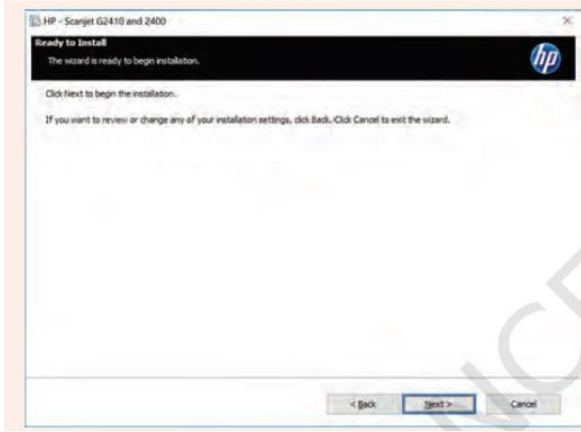 HP - Scanjet G2410 and 2400
Ready to Install
The wizard is ready to begin installation.
hp
Click Next to begin the installation.
If you want to review or change any of your installation settings, click Back. Click Cancel to exit the wizard.
< Back Next > Cancel